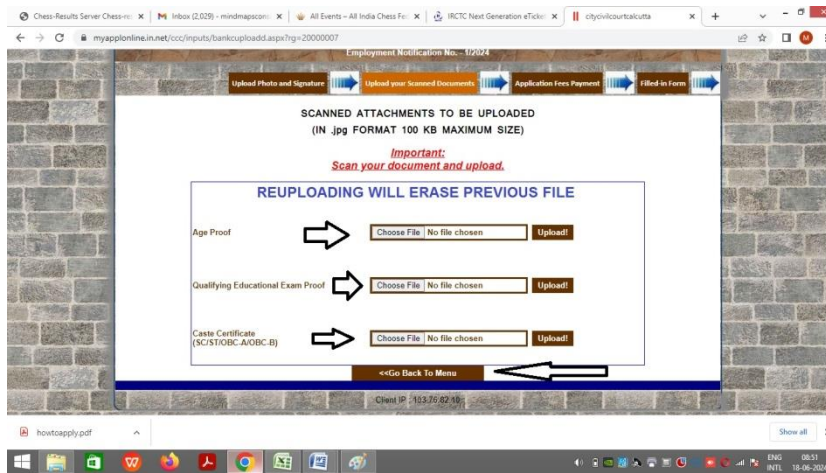 Chess-Results Server Chess-res
Inbox (2,029) - mindmapscons
All Events – All India Chess Fed
IRCTC Next Generation eTicket
citycivilcourtcalcutta
myapplonline.in.net/ccc/inputs/bankcuploadd.aspx?rg=20000007
Employment Notification No. - 1/2024
Upload Photo and Signature
Upload your Scanned Documents
Application Fees Payment
Filled-in Form
SCANNED ATTACHMENTS TO BE UPLOADED
(IN .jpg FORMAT 100 KB MAXIMUM SIZE)
Important:
Scan your document and upload.
REUPLOADING WILL ERASE PREVIOUS FILE
Age Proof
Choose File No file chosen Upload!
Qualifying Educational Exam Proof Choose File No file chosen Upload!
Caste Certificate
(SC/ST/OBC-A/OBC-B)
Choose File No file chosen Upload!
<<Go Back To Menu
Client IP : 103.75.82.10
howtoapply.pdf
Show all
ENG 08:51
INTL 18-06-202